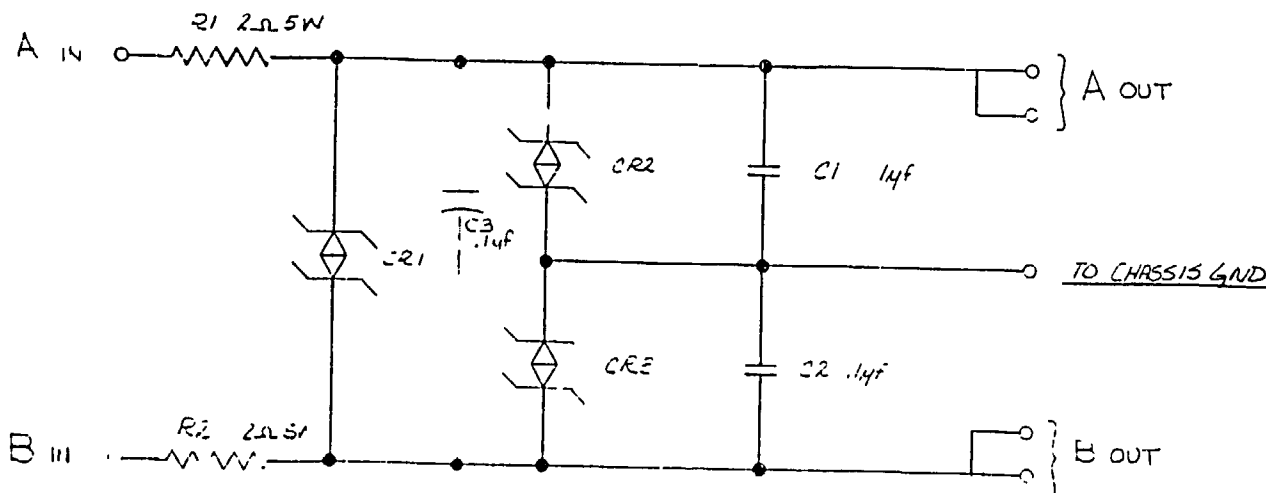 R1 2Ω 5W
A IN
A OUT
CR2
C1 1µf
C3
.1µf
CR1
TO CHASSIS GND
CR3
C2 .1µf
R2 2Ω 5W
B IN
B OUT